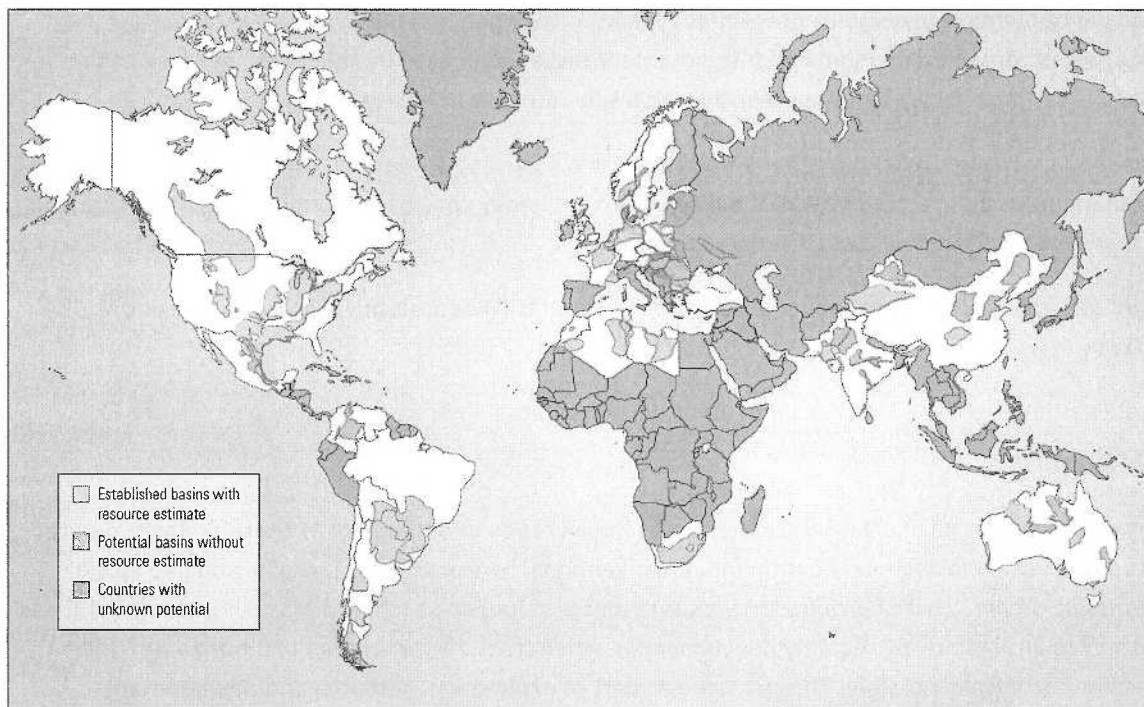 Established basins with
resource estimate
Potential basins without
resource estimate
Countries with
unknown potential